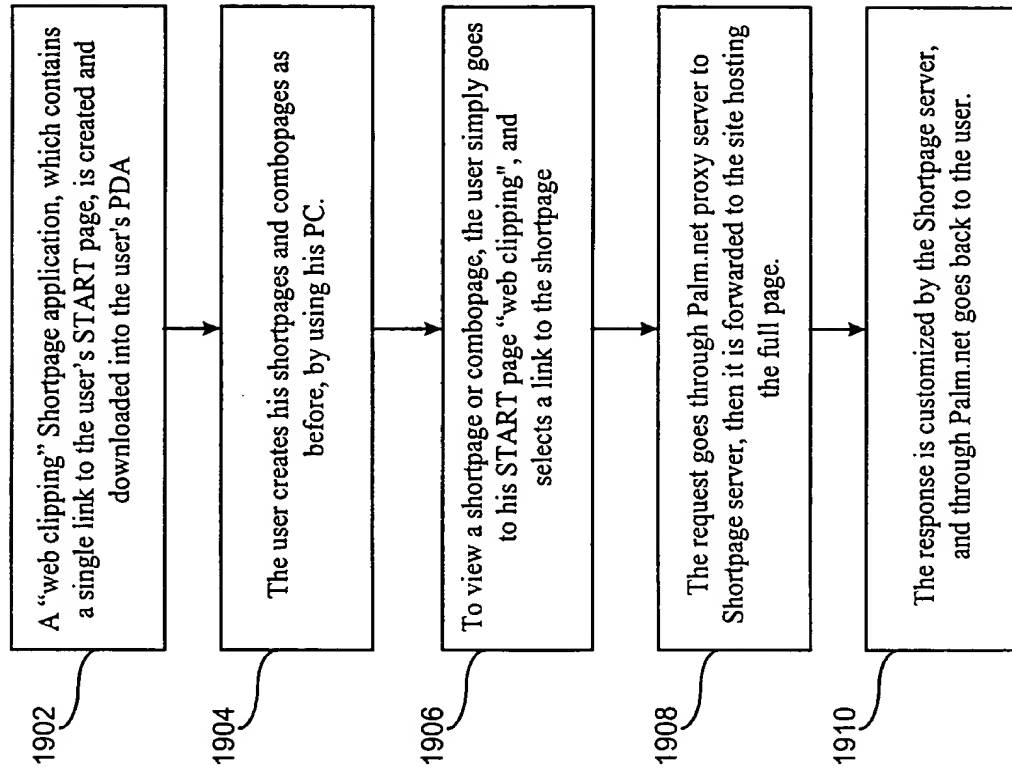 1902
A “web clipping” Shortpage application, which contains
a single link to the user's START page, is created and
downloaded into the user's PDA
1904
The user creates his shortpages and combopages as
before, by using his PC.
1906
To view a shortpage or combopage, the user simply goes
to his START page “web clipping”, and
selects a link to the shortpage
1908
The request goes through Palm.net proxy server to
Shortpage server, then it is forwarded to the site hosting
the full page.
1910
The response is customized by the Shortpage server,
and through Palm.net goes back to the user.